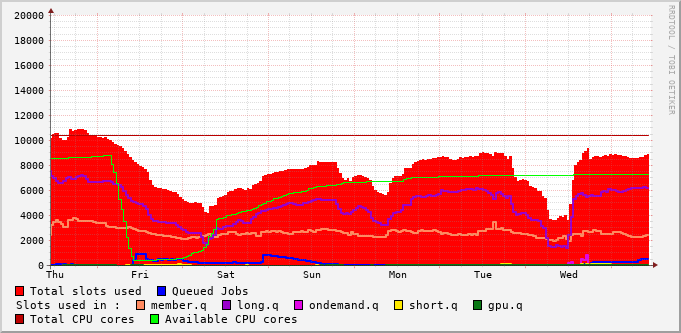 20000
18000
16000
14000
12000
10000
8000
6000
4000
2000
0
Thu Fri Sat Sun Mon Tue Wed
Total slots used Queued Jobs
Slots used in : member.q long.q ondemand.q short.q gpu.q
Total CPU cores Available CPU cores
RRDTOOL / TOBI OETIKER